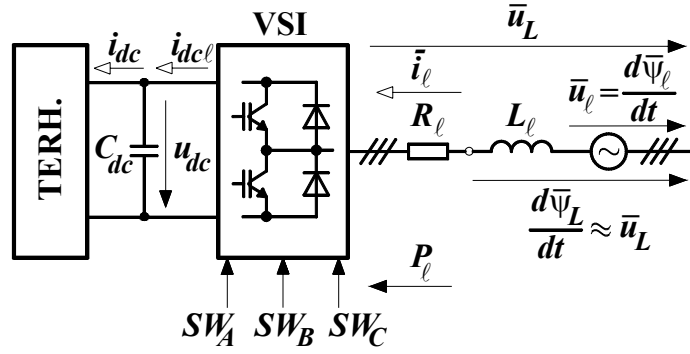 VSI
i_dc
i_dcℓ
TERH.
C_dc
u_dc
ū_L
ī_ℓ
R_ℓ
L_ℓ
ū_ℓ = dψ̄_ℓ/dt
~
dψ̄_L/dt ≈ ū_L
P_ℓ
SW_A SW_B SW_C